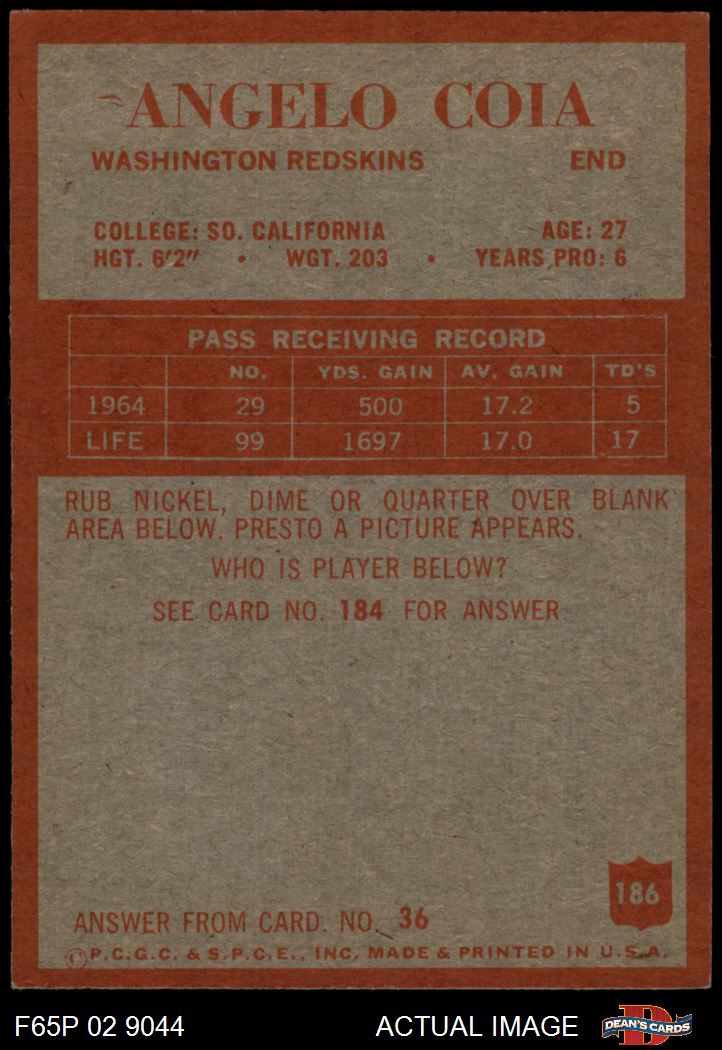 ANGELO COIA
WASHINGTON REDSKINS END
COLLEGE: SO. CALIFORNIA AGE: 27
HGT. 6'2" • WGT. 203 • YEARS PRO: 6
PASS RECEIVING RECORD
NO. YDS. GAIN AV. GAIN TD'S
1964 29 500 17.2 5
LIFE 99 1697 17.0 17
RUB NICKEL, DIME OR QUARTER OVER BLANK
AREA BELOW. PRESTO A PICTURE APPEARS.
WHO IS PLAYER BELOW?
SEE CARD NO. 184 FOR ANSWER
186
ANSWER FROM CARD. NO. 36
©P.C.G.C. & S.P.C.E., INC. MADE & PRINTED IN U.S.A.
F65P 02 9044 ACTUAL IMAGE DEAN'S CARDS